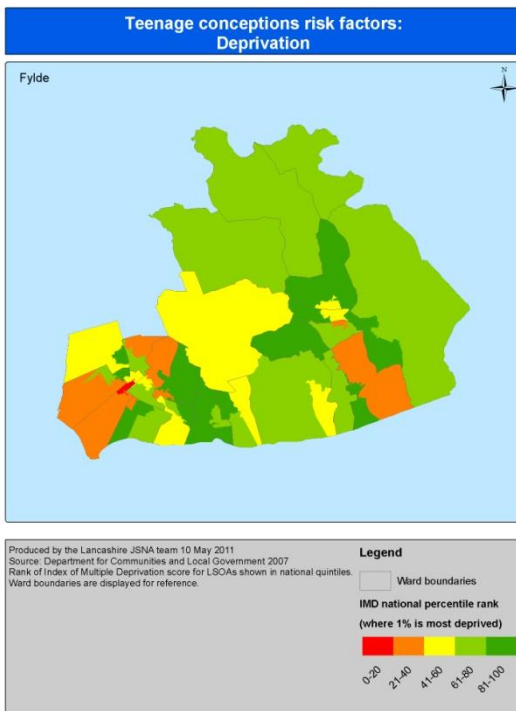 Teenage conceptions risk factors:
Deprivation
Fylde
N
Produced by the Lancashire JSNA team 10 May 2011
Source: Department for Communities and Local Government 2007
Rank of Index of Multiple Deprivation score for LSOAs shown in national quintiles.
Ward boundaries are displayed for reference.
Legend
Ward boundaries
IMD national percentile rank
(where 1% is most deprived)
0-20
21-40
41-60
61-80
81-100